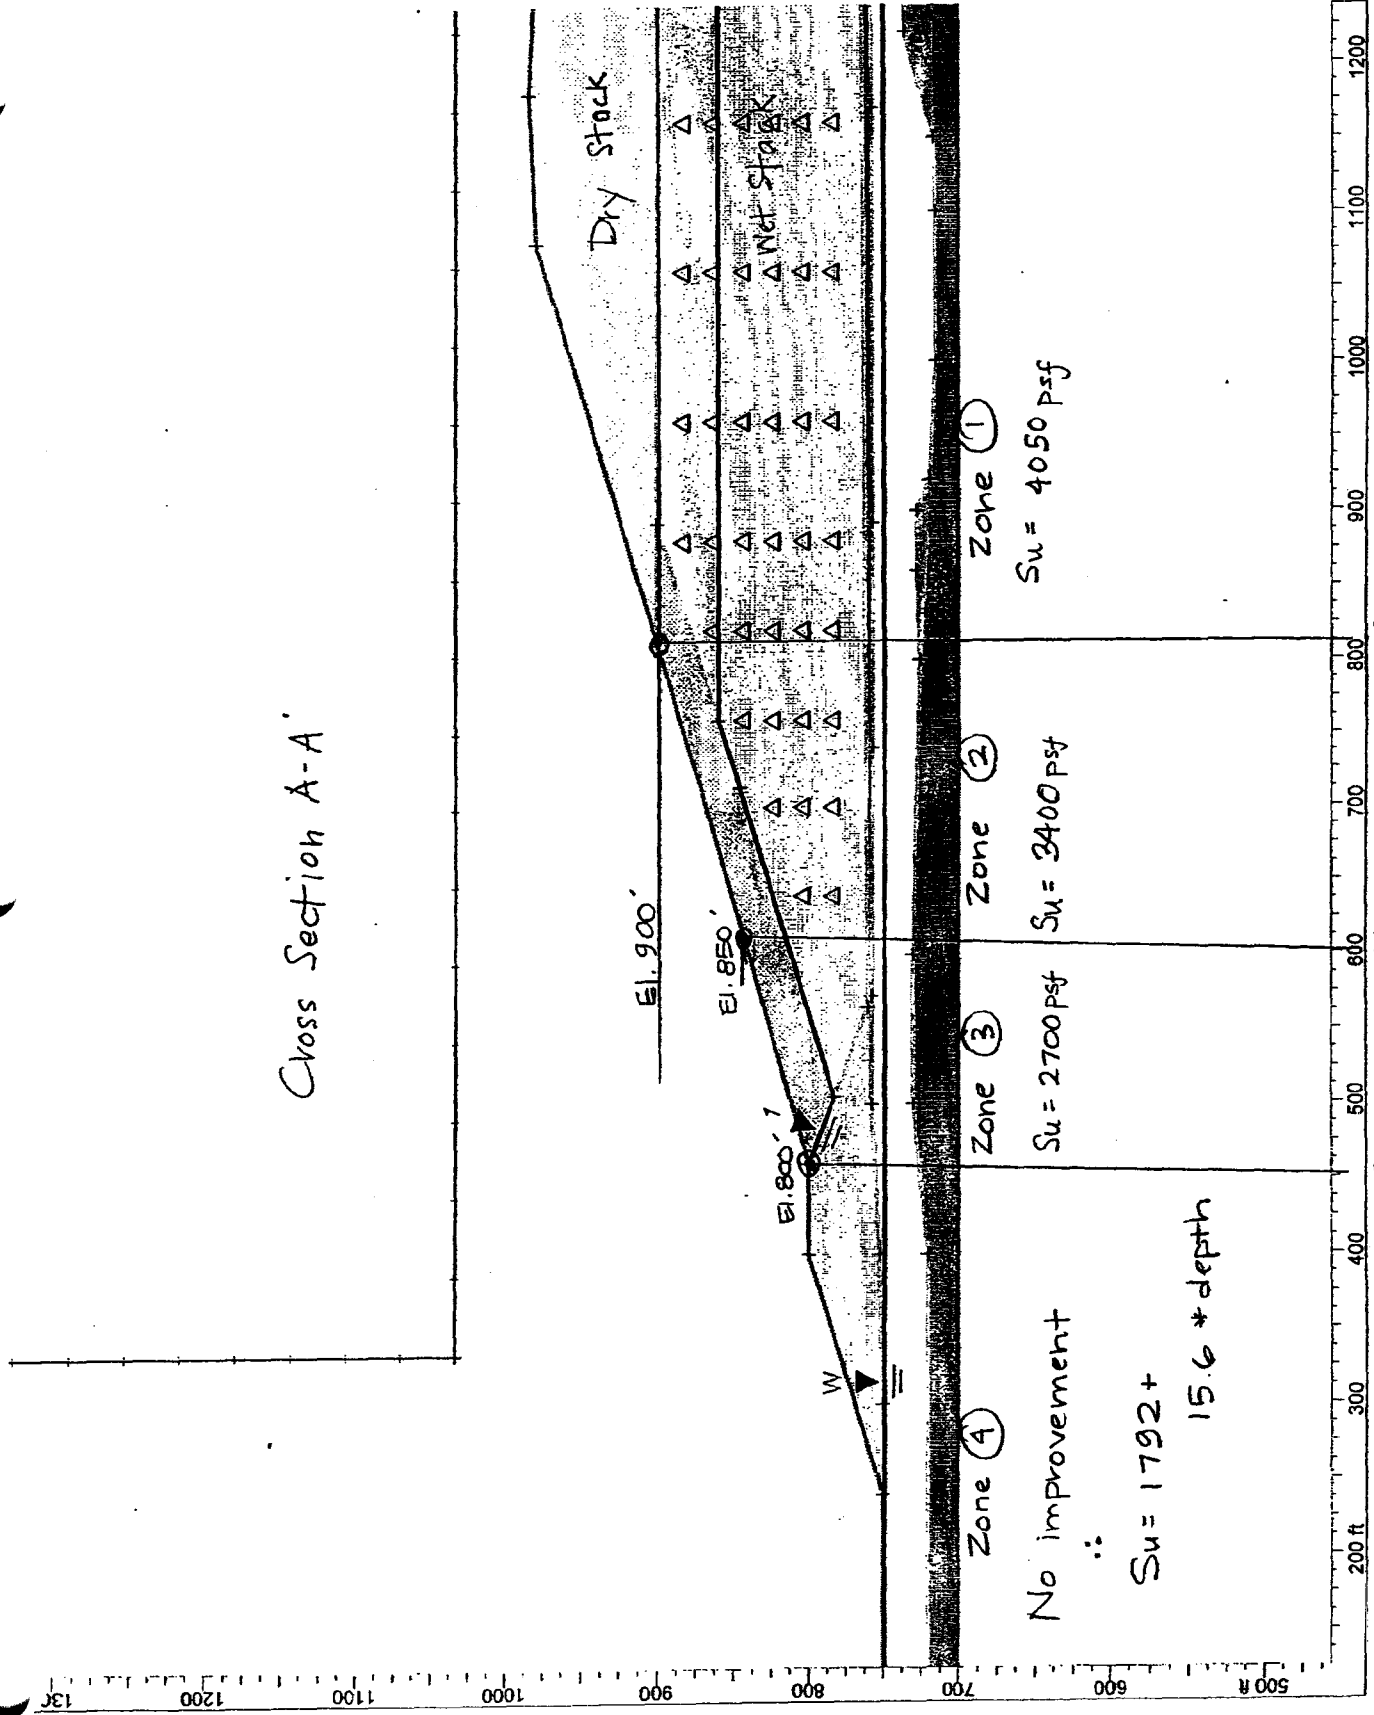 Cross Section A-A'
Dry Stack
Wet Stack
El. 900'
El. 850'
El. 800'
W
Zone 4
No improvement
∴
Su = 1792 +
15.6 * depth
Zone 3
Su = 2700 psf
Zone 2
Su = 3400 psf
Zone 1
Su = 4050 psf
1200
1100
1000
900
800
700
600
500 ft
200 ft
300
400
500
600
700
800
900
1000
1100
1200